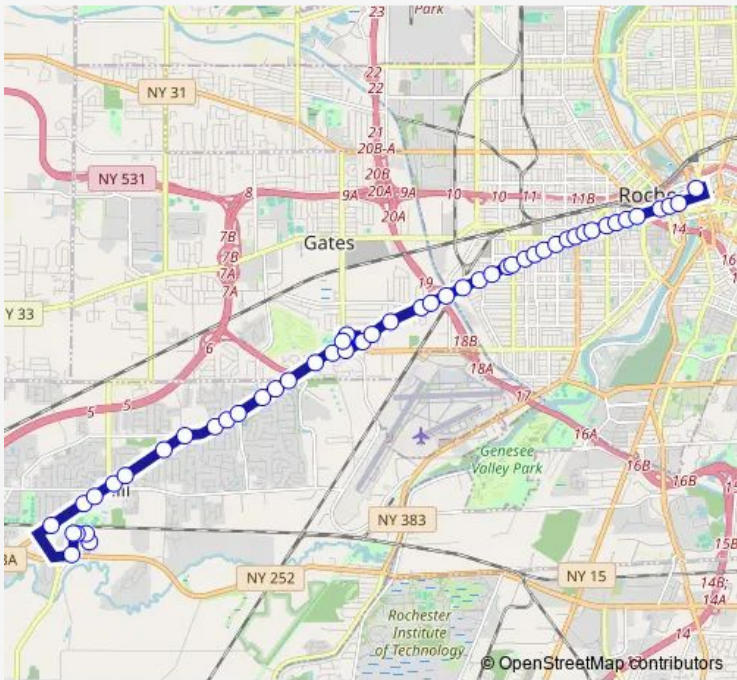 23
Park
22
22
NY 31
21
20B-A
20B
20A
20A
NY 531
8
9A
9A
10
10
11
11B
Roche
7B
7B
7A
7A
Gates
14
16
19
Y 33
6
18B
18A
5
5
17
16A
16B
16B
Genesee
Valley Park
ill
NY 383
15B
3A
NY 252
NY 15
14B;
14A
14
Rochester
Institute
of Technology
© OpenStreetMap contributors